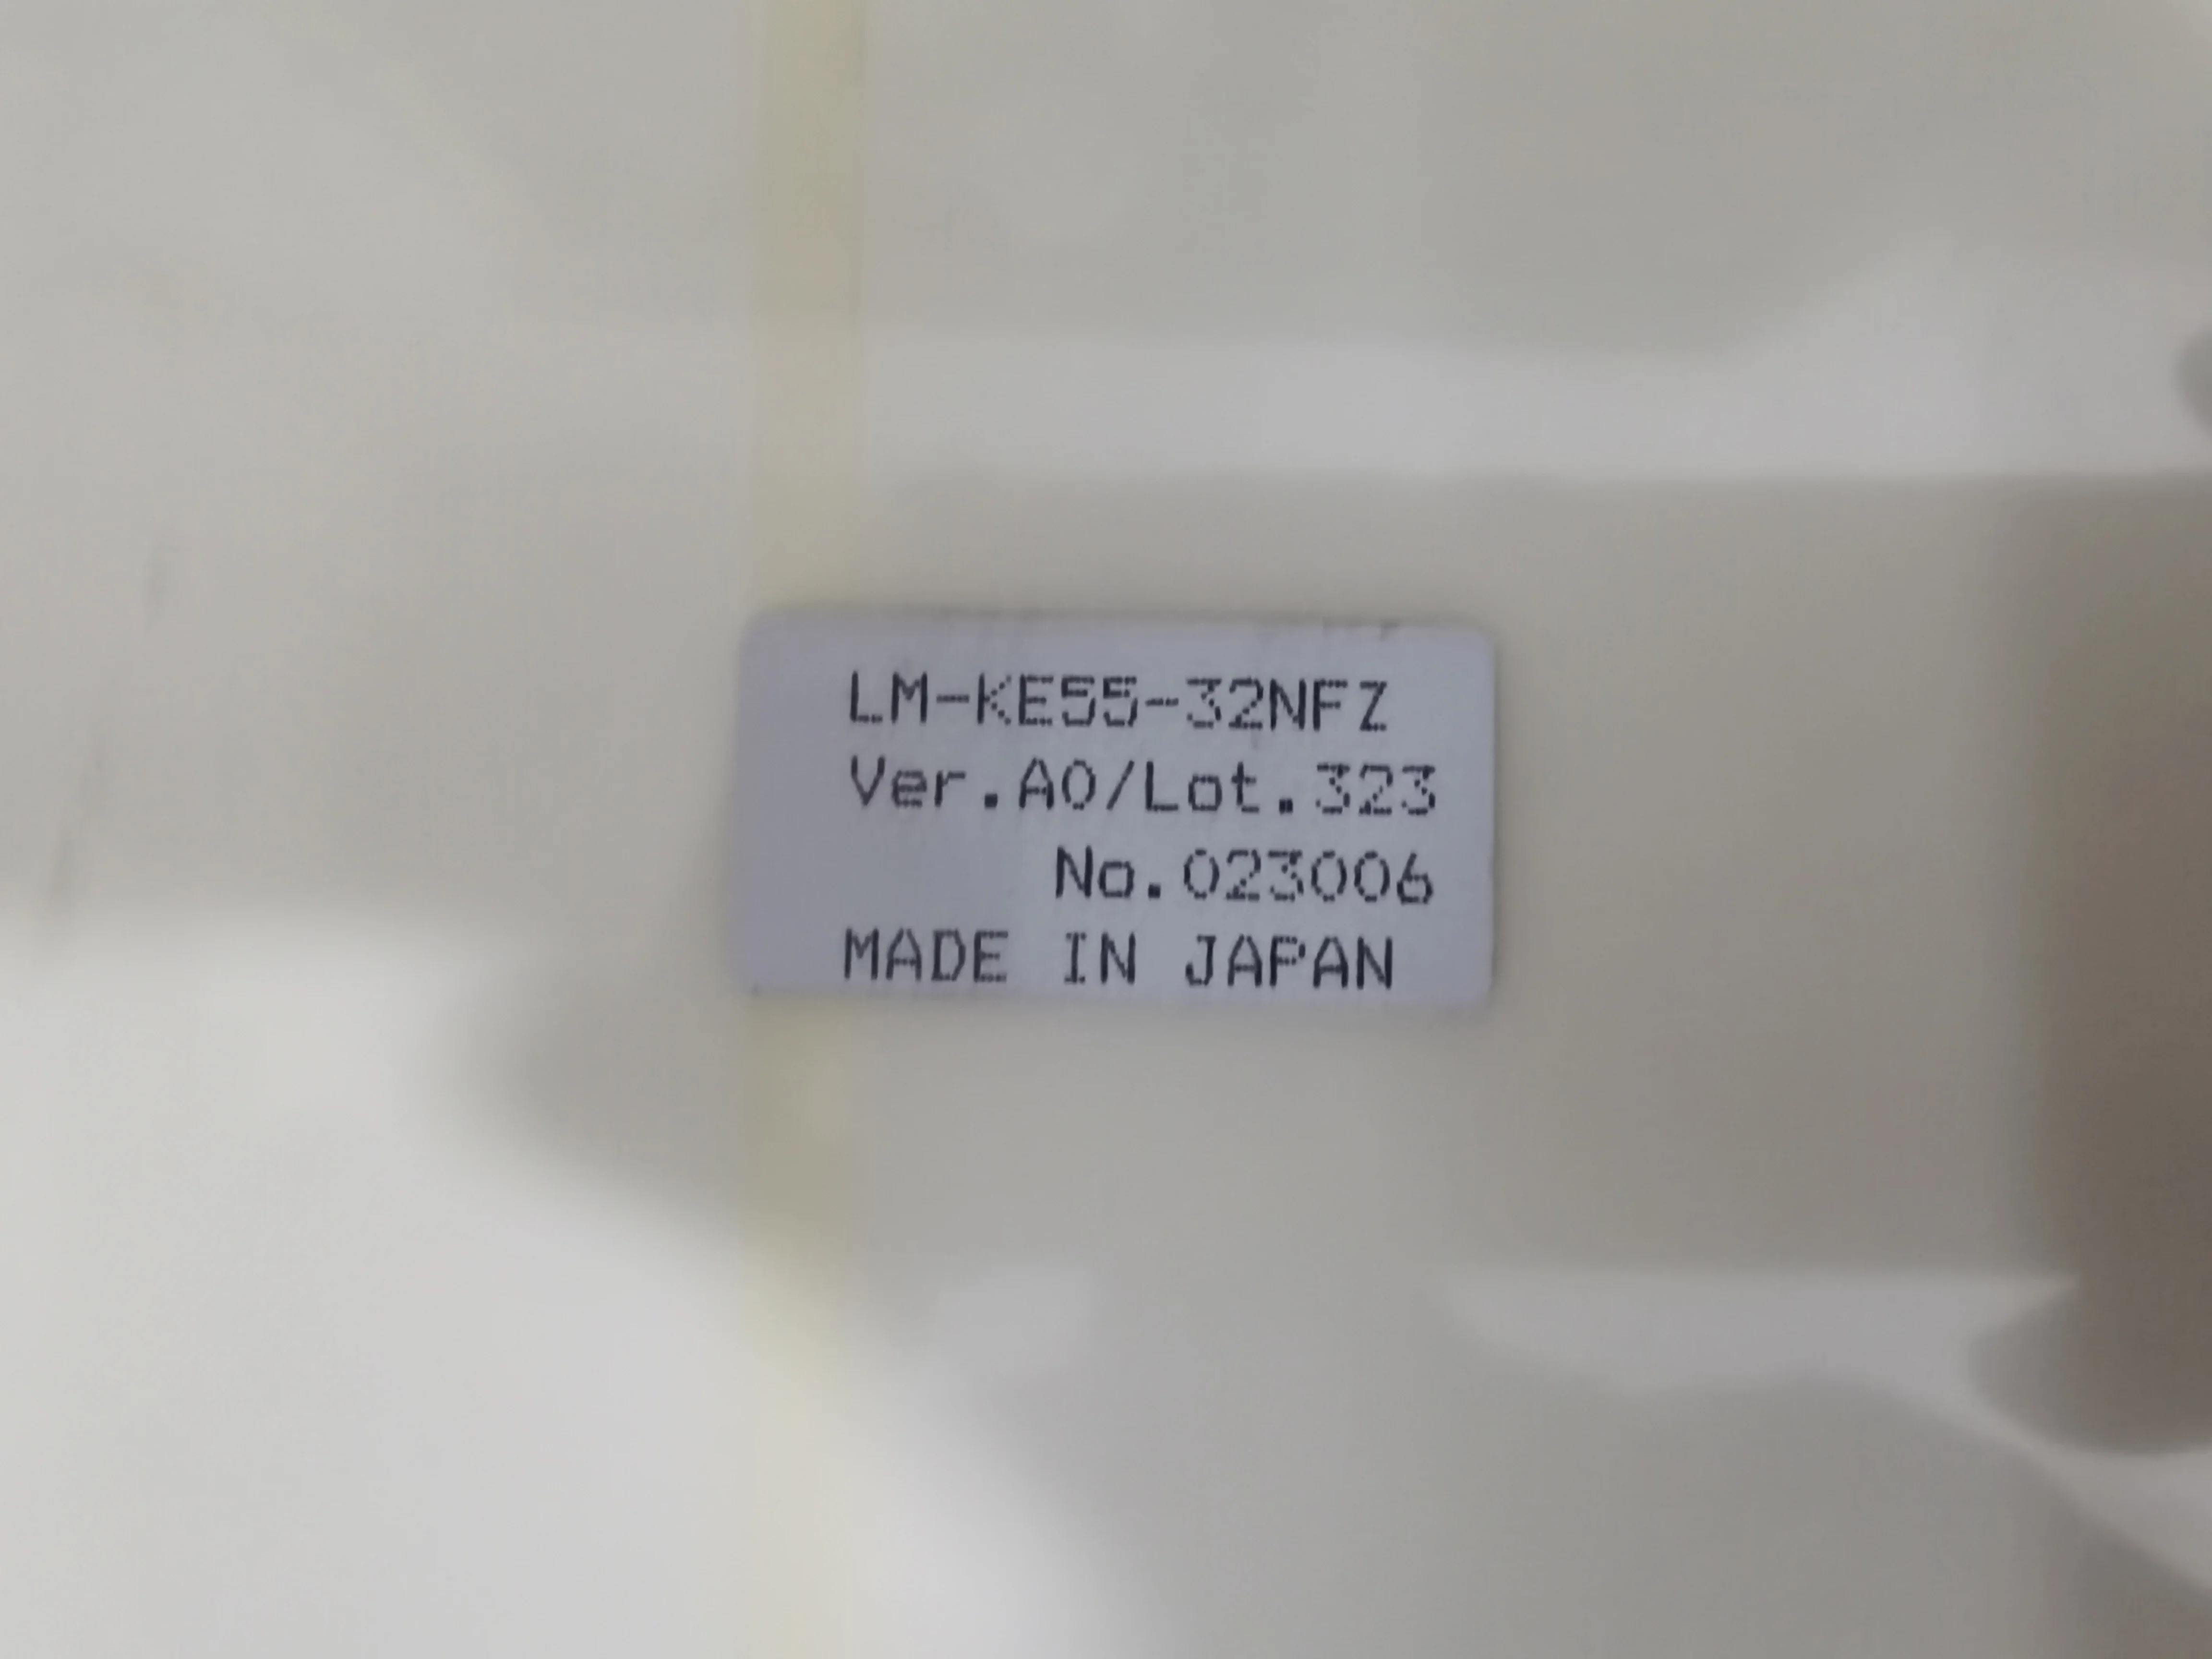 LM-KE55-32NFZ
Ver.A0/Lot.323
No.023006
MADE IN JAPAN